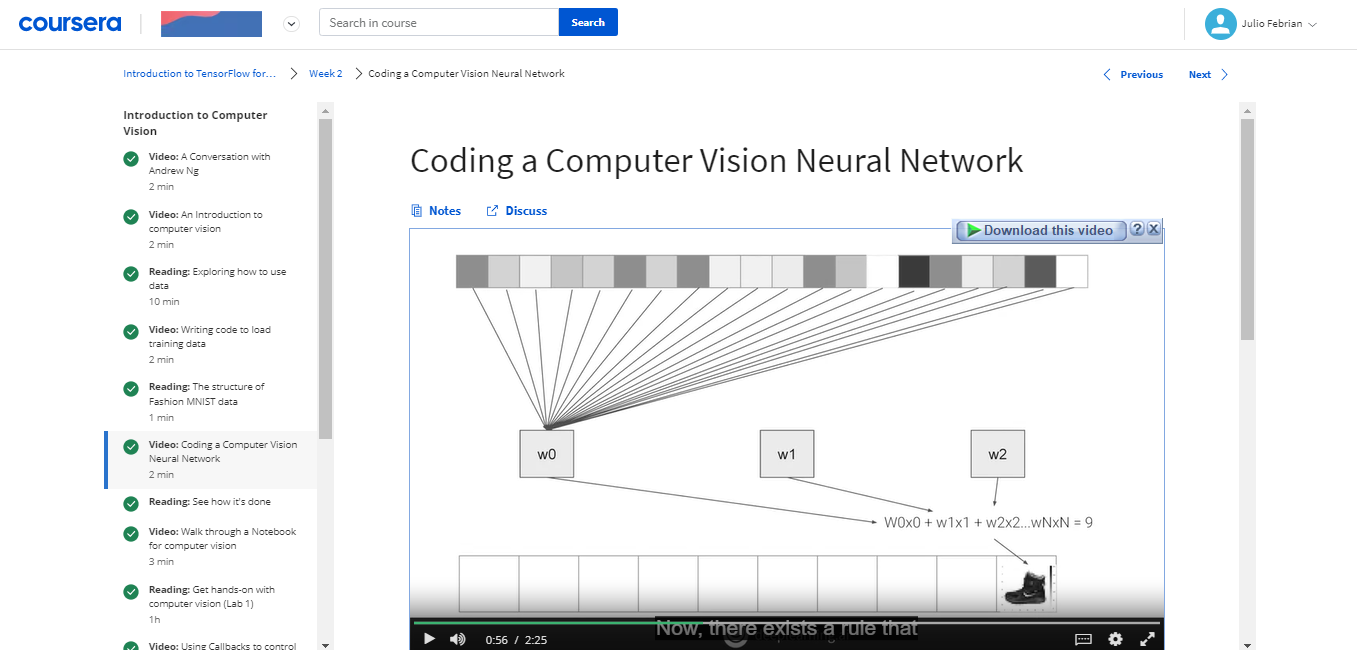 coursera
Search in course
Search
Julio Febrian
Introduction to TensorFlow for...
Week 2
Coding a Computer Vision Neural Network
Previous
Next
Introduction to Computer
Vision
Video: A Conversation with
Andrew Ng
2 min
Video: An Introduction to
computer vision
2 min
Reading: Exploring how to use
data
10 min
Video: Writing code to load
training data
2 min
Reading: The structure of
Fashion MNIST data
1 min
Video: Coding a Computer Vision
Neural Network
2 min
Reading: See how it's done
Video: Walk through a Notebook
for computer vision
3 min
Reading: Get hands-on with
computer vision (Lab 1)
1h
Video: Using Callbacks to control
Coding a Computer Vision Neural Network
Notes
Discuss
Download this video
?
X
w0
w1
w2
W0x0 + w1x1 + w2x2...wNxN = 9
Now, there exists a rule that
0:56 / 2:25